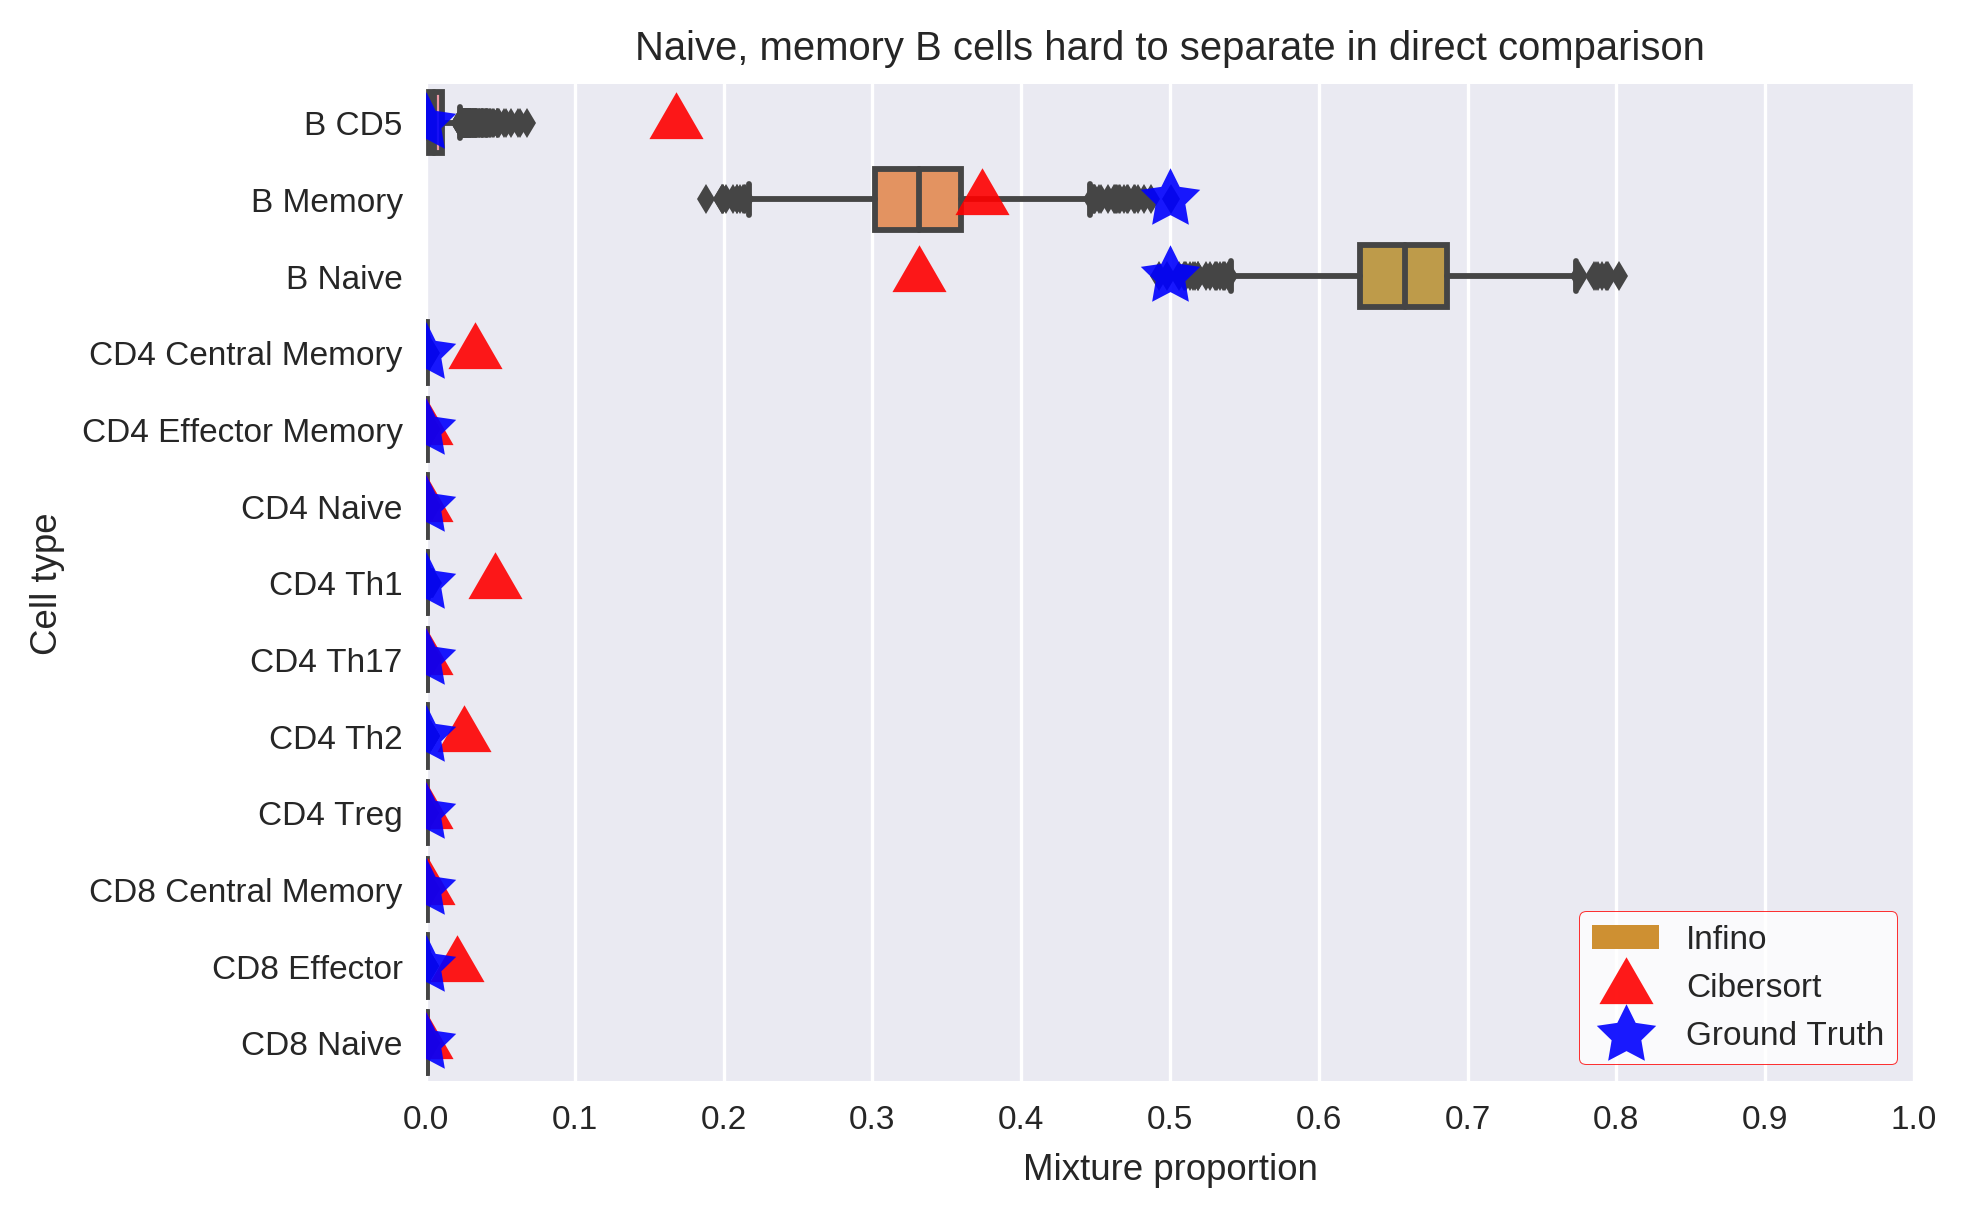 Naive, memory B cells hard to separate in direct comparison
B CD5
B Memory
B Naive
CD4 Central Memory
CD4 Effector Memory
CD4 Naive
CD4 Th1
CD4 Th17
CD4 Th2
CD4 Treg
CD8 Central Memory
CD8 Effector
CD8 Naive
Cell type
Infino
Cibersort
Ground Truth
0.0 0.1 0.2 0.3 0.4 0.5 0.6 0.7 0.8 0.9 1.0
Mixture proportion